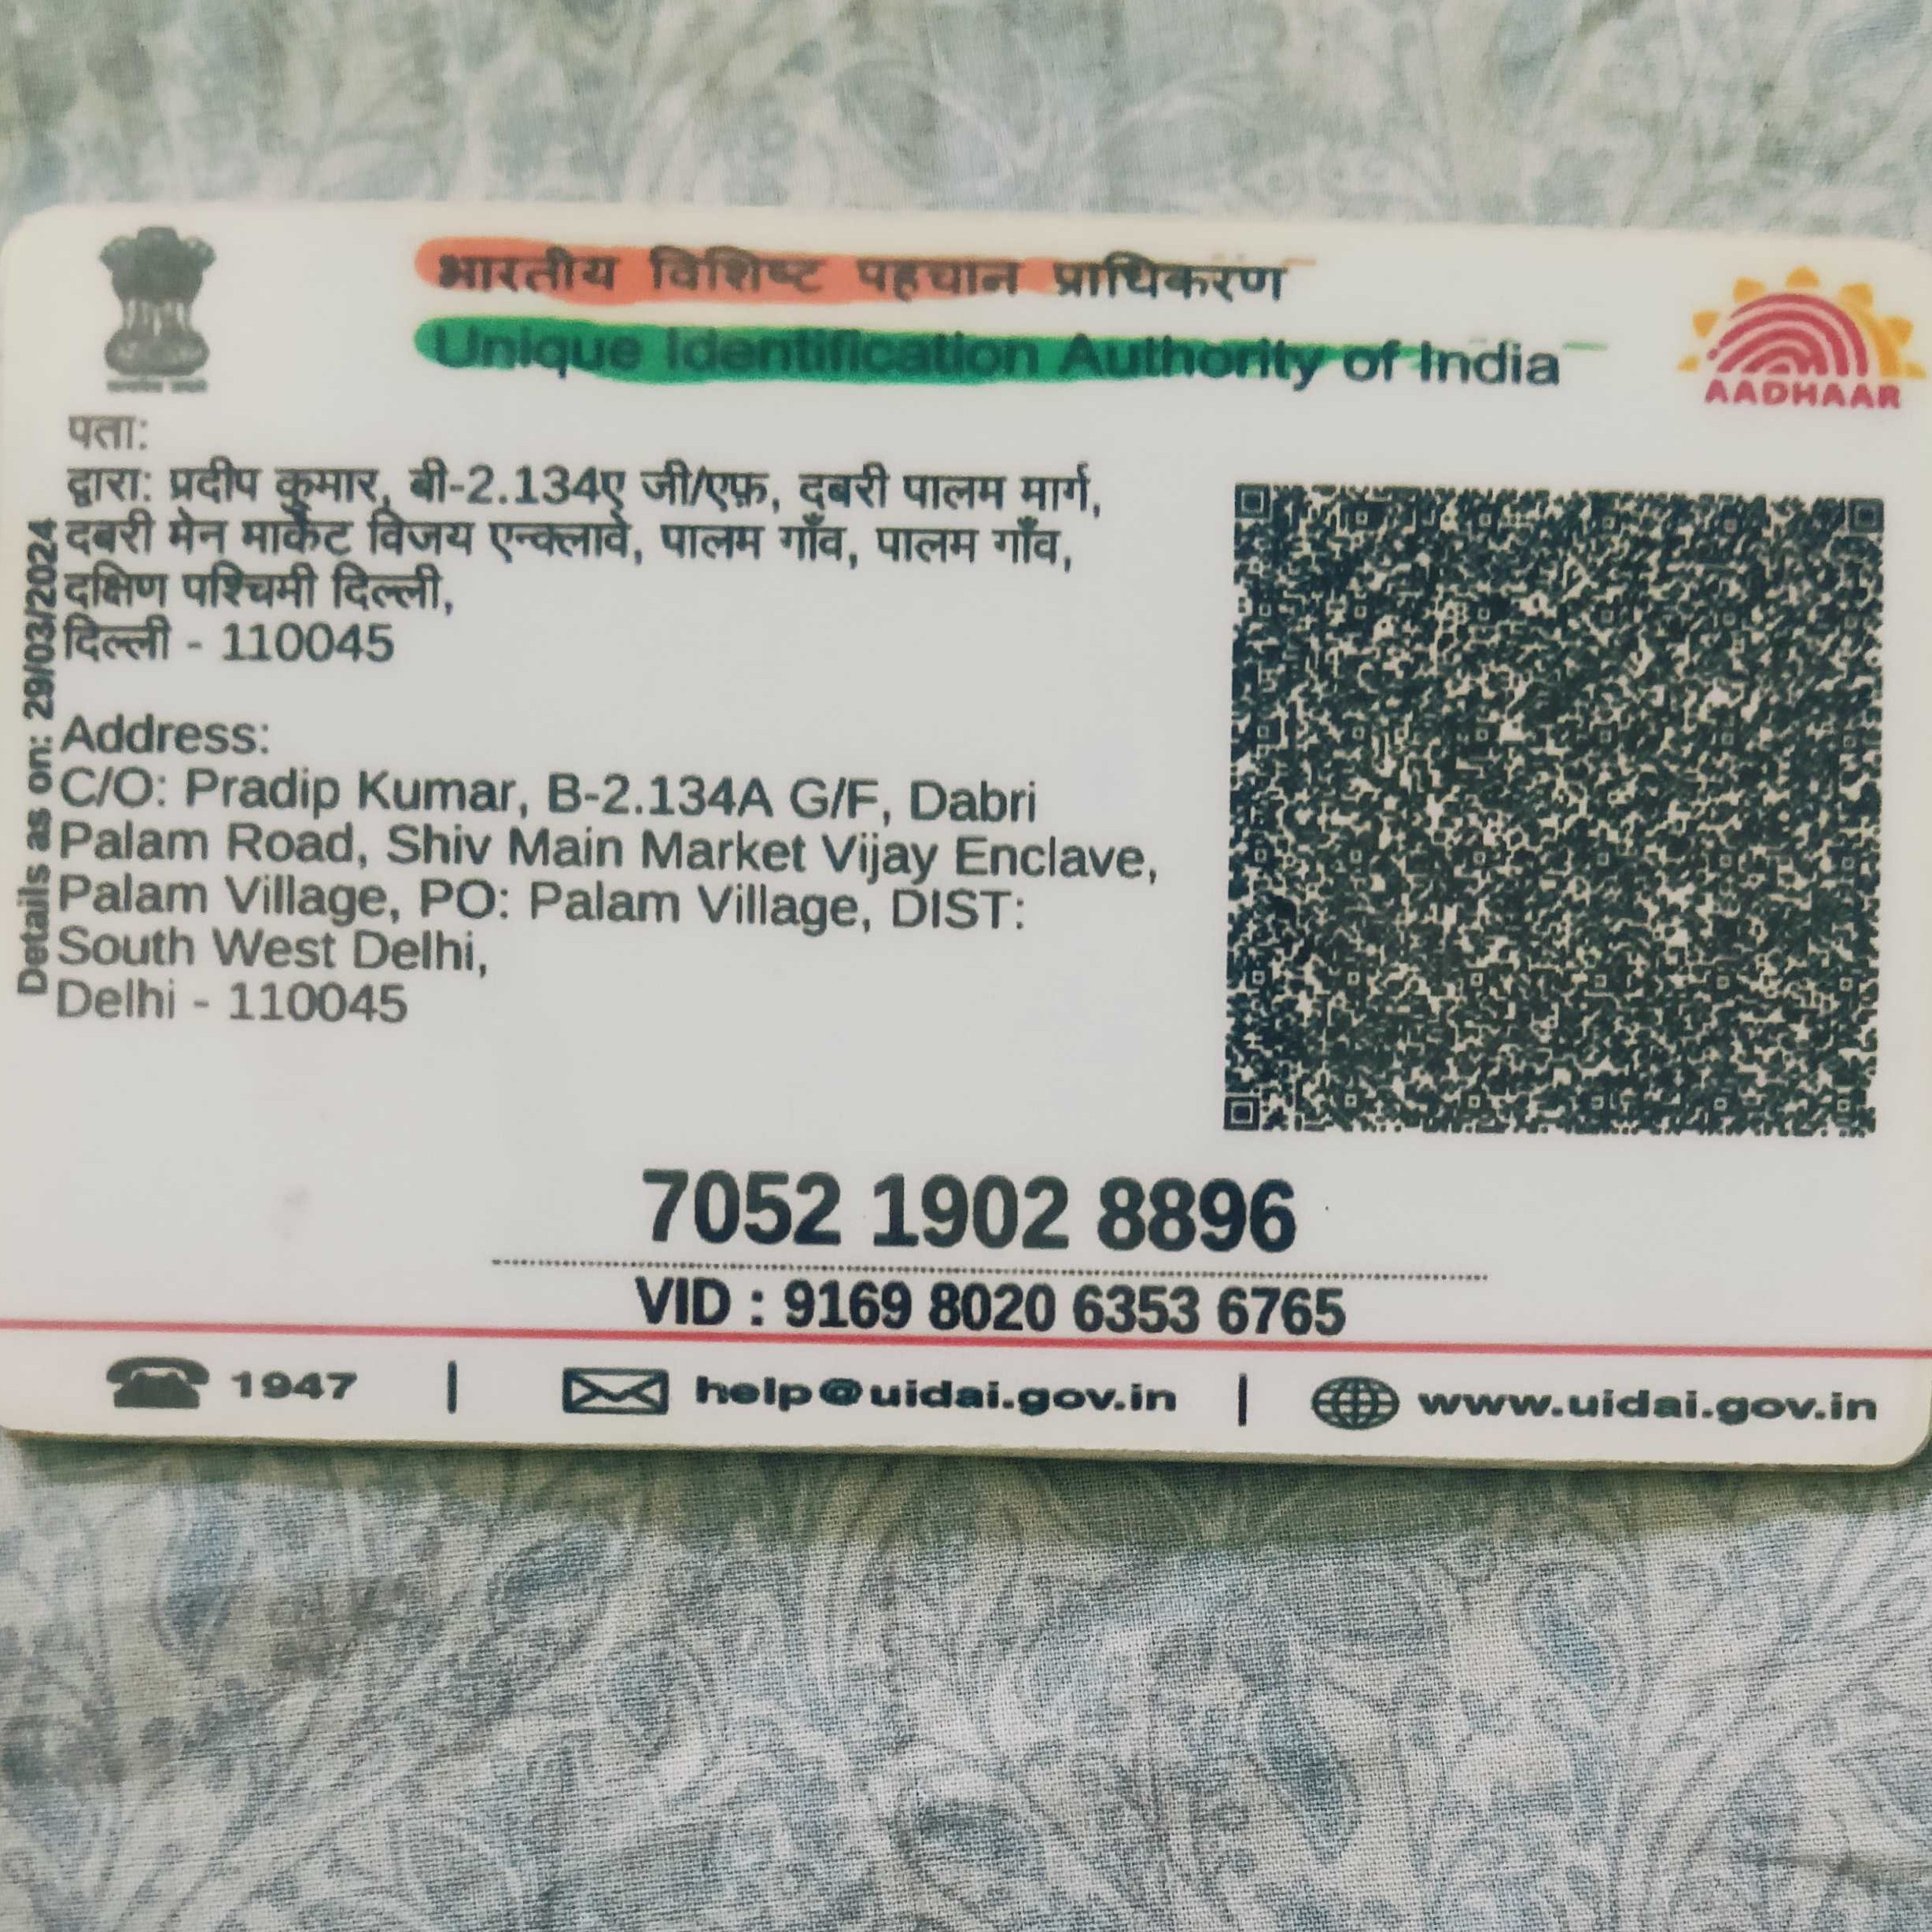 भारतीय विशिष्ट पहचान प्राधिकरण
Unique Identification Authority of India
AADHAAR
पता:
द्वारा: प्रदीप कुमार, बी-2.134ए जी/एफ़, दबरी पालम मार्ग,
दबरी मेन मार्केट विजय एन्क्लावे, पालम गाँव, पालम गाँव,
दक्षिण पश्चिमी दिल्ली,
दिल्ली - 110045
Details as on: 29/03/2024
Address:
C/O: Pradip Kumar, B-2.134A G/F, Dabri
Palam Road, Shiv Main Market Vijay Enclave,
Palam Village, PO: Palam Village, DIST:
South West Delhi,
Delhi - 110045
7052 1902 8896
VID : 9169 8020 6353 6765
1947 | help@uidai.gov.in | www.uidai.gov.in